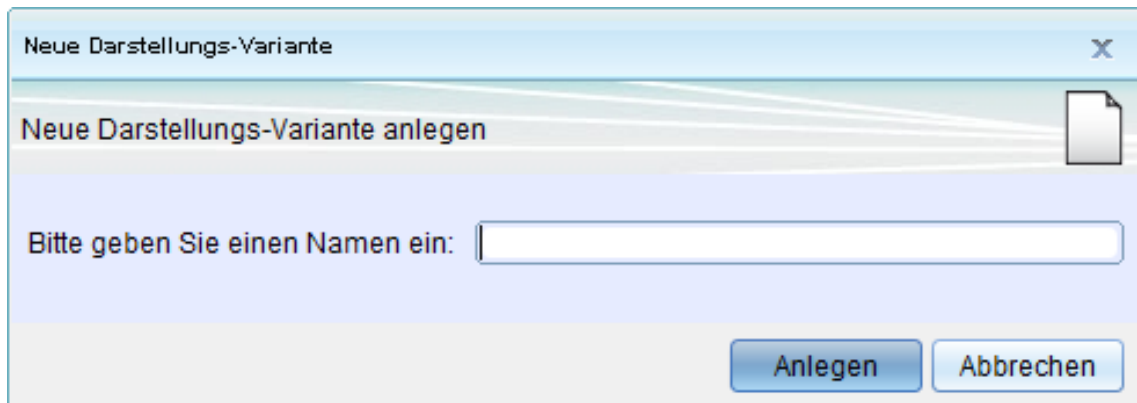 Neue Darstellungs-Variante
Neue Darstellungs-Variante anlegen
Bitte geben Sie einen Namen ein:
Anlegen Abbrechen